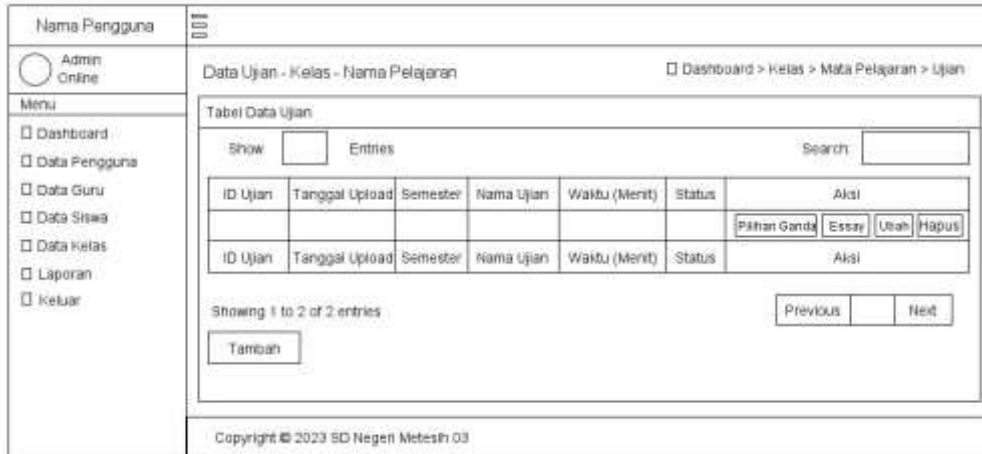 Nama Pengguna
Admin
Online
Menu
Dashboard
Data Pengguna
Data Guru
Data Siswa
Data Kelas
Laporan
Keluar
Data Ujian - Kelas - Nama Pelajaran
Dashboard > Kelas > Mata Pelajaran > Ujian
Tabel Data Ujian
Show Entries Search
ID Ujian Tanggal Upload Semester Nama Ujian Waktu (Menit) Status Aksi
Pilihan Ganda Essay Ubah Hapus
ID Ujian Tanggal Upload Semester Nama Ujian Waktu (Menit) Status Aksi
Showing 1 to 2 of 2 entries
Previous Next
Tambah
Copyright © 2023 SD Negeri Metesih 03